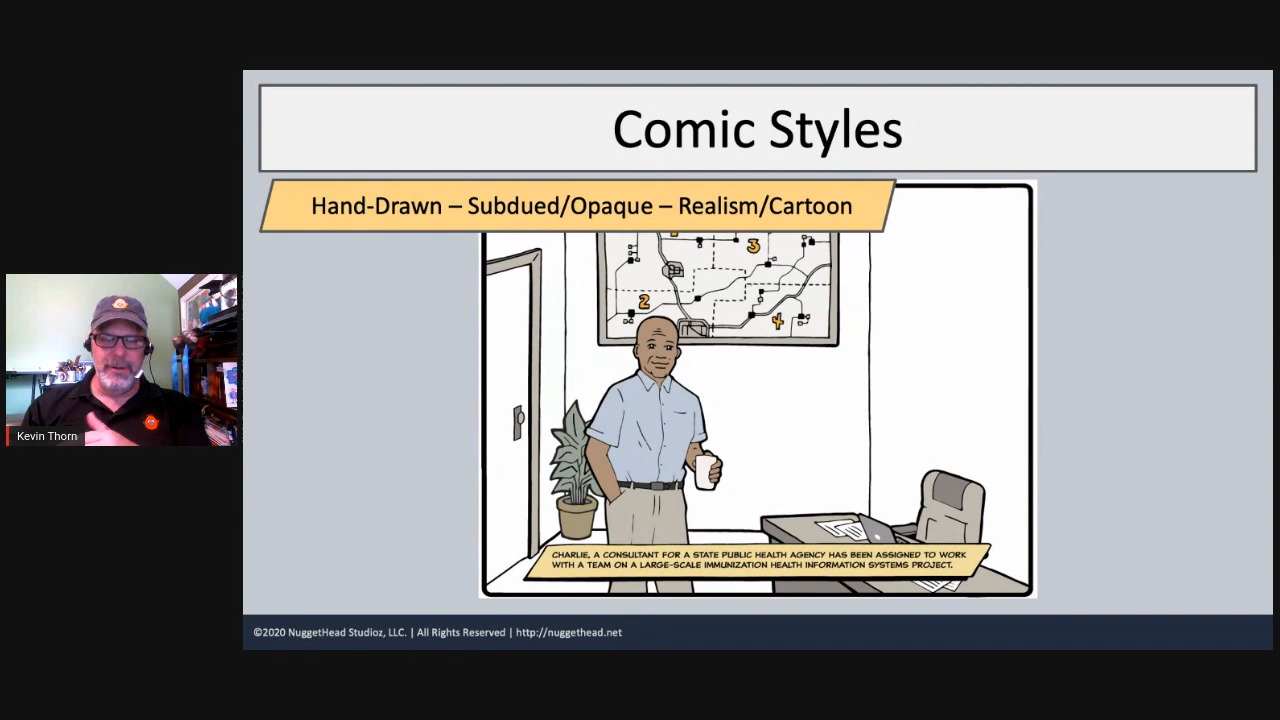 Comic Styles
Hand-Drawn – Subdued/Opaque – Realism/Cartoon
3
2
4
Kevin Thorn
CHARLIE, A CONSULTANT FOR A STATE PUBLIC HEALTH AGENCY HAS BEEN ASSIGNED TO WORK
WITH A TEAM ON A LARGE-SCALE IMMUNIZATION HEALTH INFORMATION SYSTEMS PROJECT.
©2020 NuggetHead Studioz, LLC. | All Rights Reserved | http://nuggethead.net